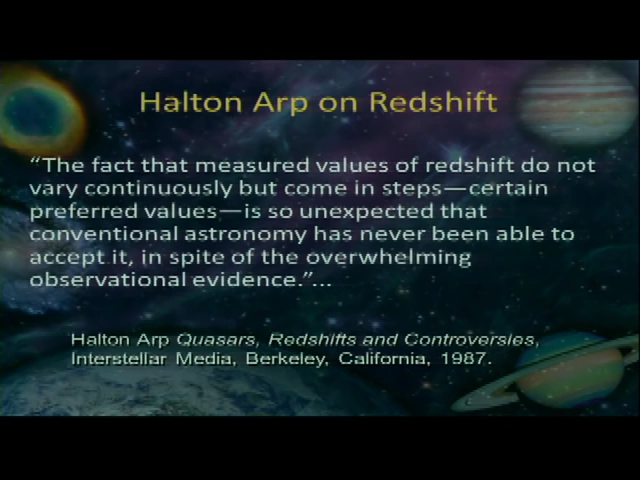 Halton Arp on Redshift
“The fact that measured values of redshift do not
vary continuously but come in steps—certain
preferred values—is so unexpected that
conventional astronomy has never been able to
accept it, in spite of the overwhelming
observational evidence.”...
Halton Arp Quasars, Redshifts and Controversies,
Interstellar Media, Berkeley, California, 1987.